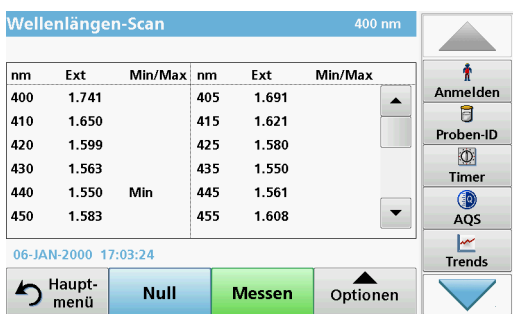 Wellenlängen-Scan 400 nm
nm Ext Min/Max nm Ext Min/Max
400 1.741 405 1.691
410 1.650 415 1.621
420 1.599 425 1.580
430 1.563 435 1.550
440 1.550 Min 445 1.561
450 1.583 455 1.608
06-JAN-2000 17:03:24
Haupt-
menü
Null
Messen
Optionen
Anmelden
Proben-ID
Timer
AQS
Trends